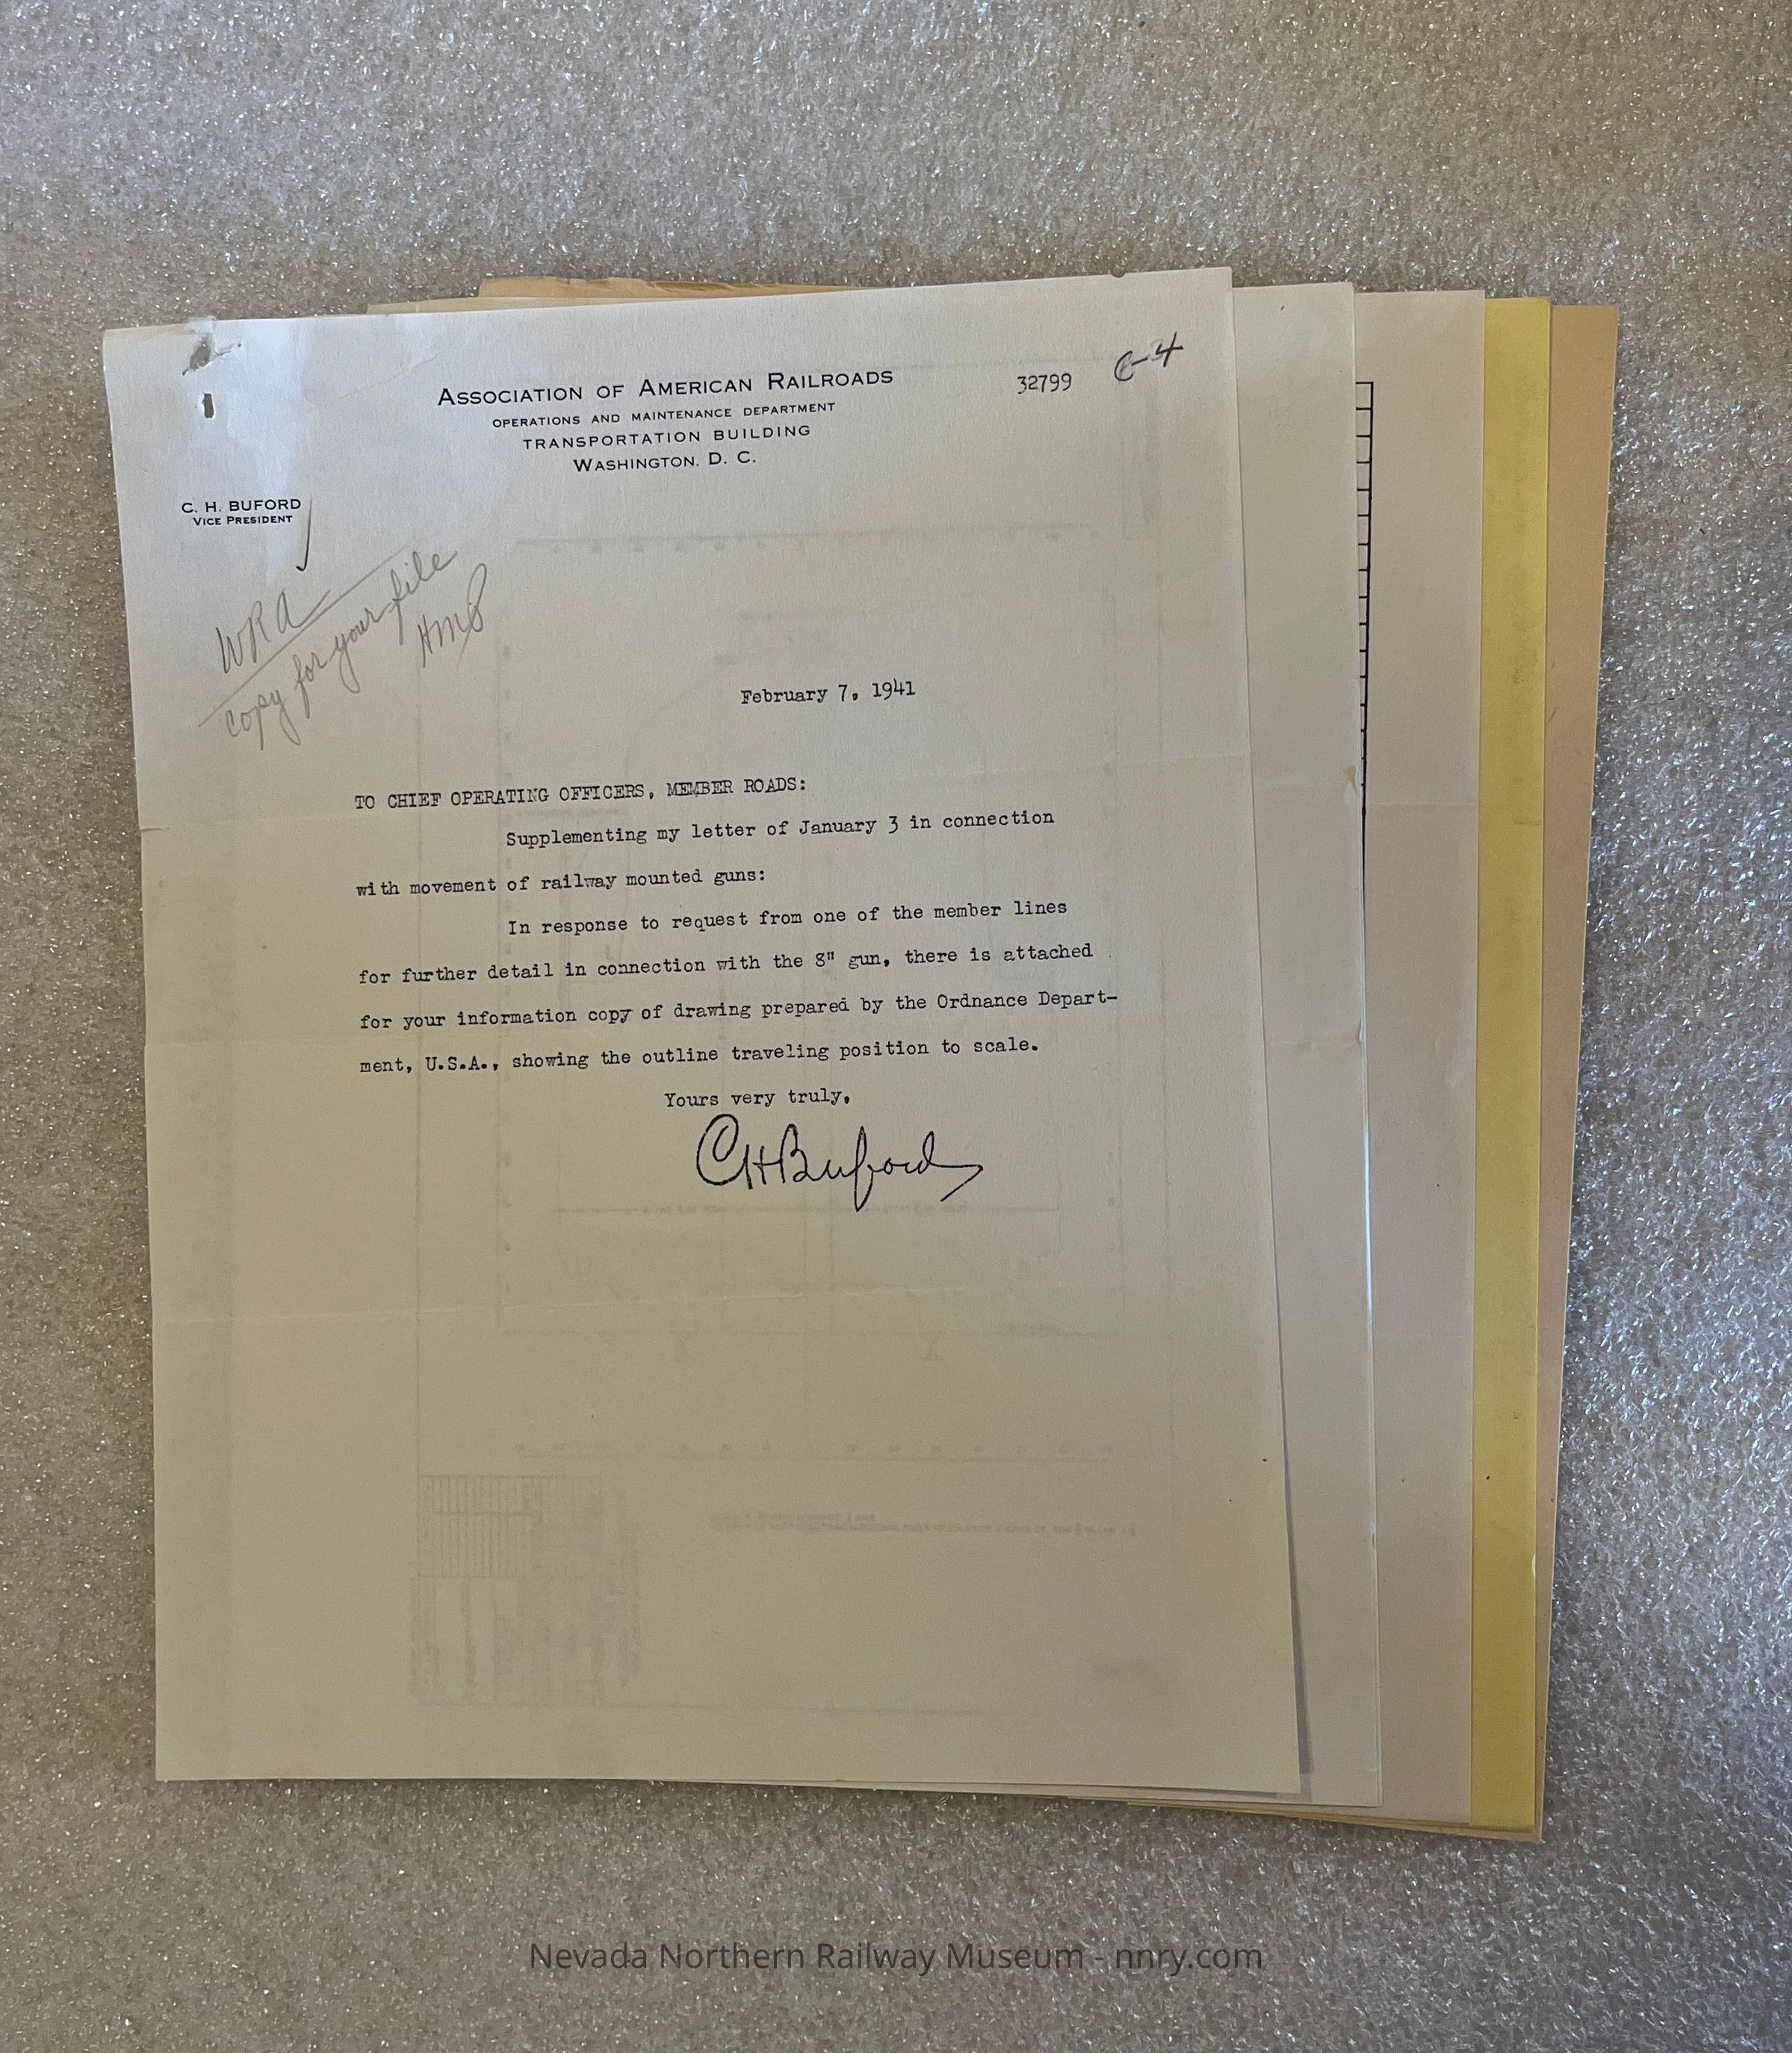 ASSOCIATION OF AMERICAN RAILROADS
OPERATIONS AND MAINTENANCE DEPARTMENT
TRANSPORTATION BUILDING
WASHINGTON, D. C.
32799
C-4
C. H. BUFORD
VICE PRESIDENT
WRA
copy for your file
February 7, 1941
TO CHIEF OPERATING OFFICERS, MEMBER ROADS:
Supplementing my letter of January 3 in connection
with movement of railway mounted guns:
In response to request from one of the member lines
for further detail in connection with the 8" gun, there is attached
for your information copy of drawing prepared by the Ordnance Depart-
ment, U.S.A., showing the outline traveling position to scale.
Yours very truly,
CHBuford
Nevada Northern Railway Museum - nnry.com